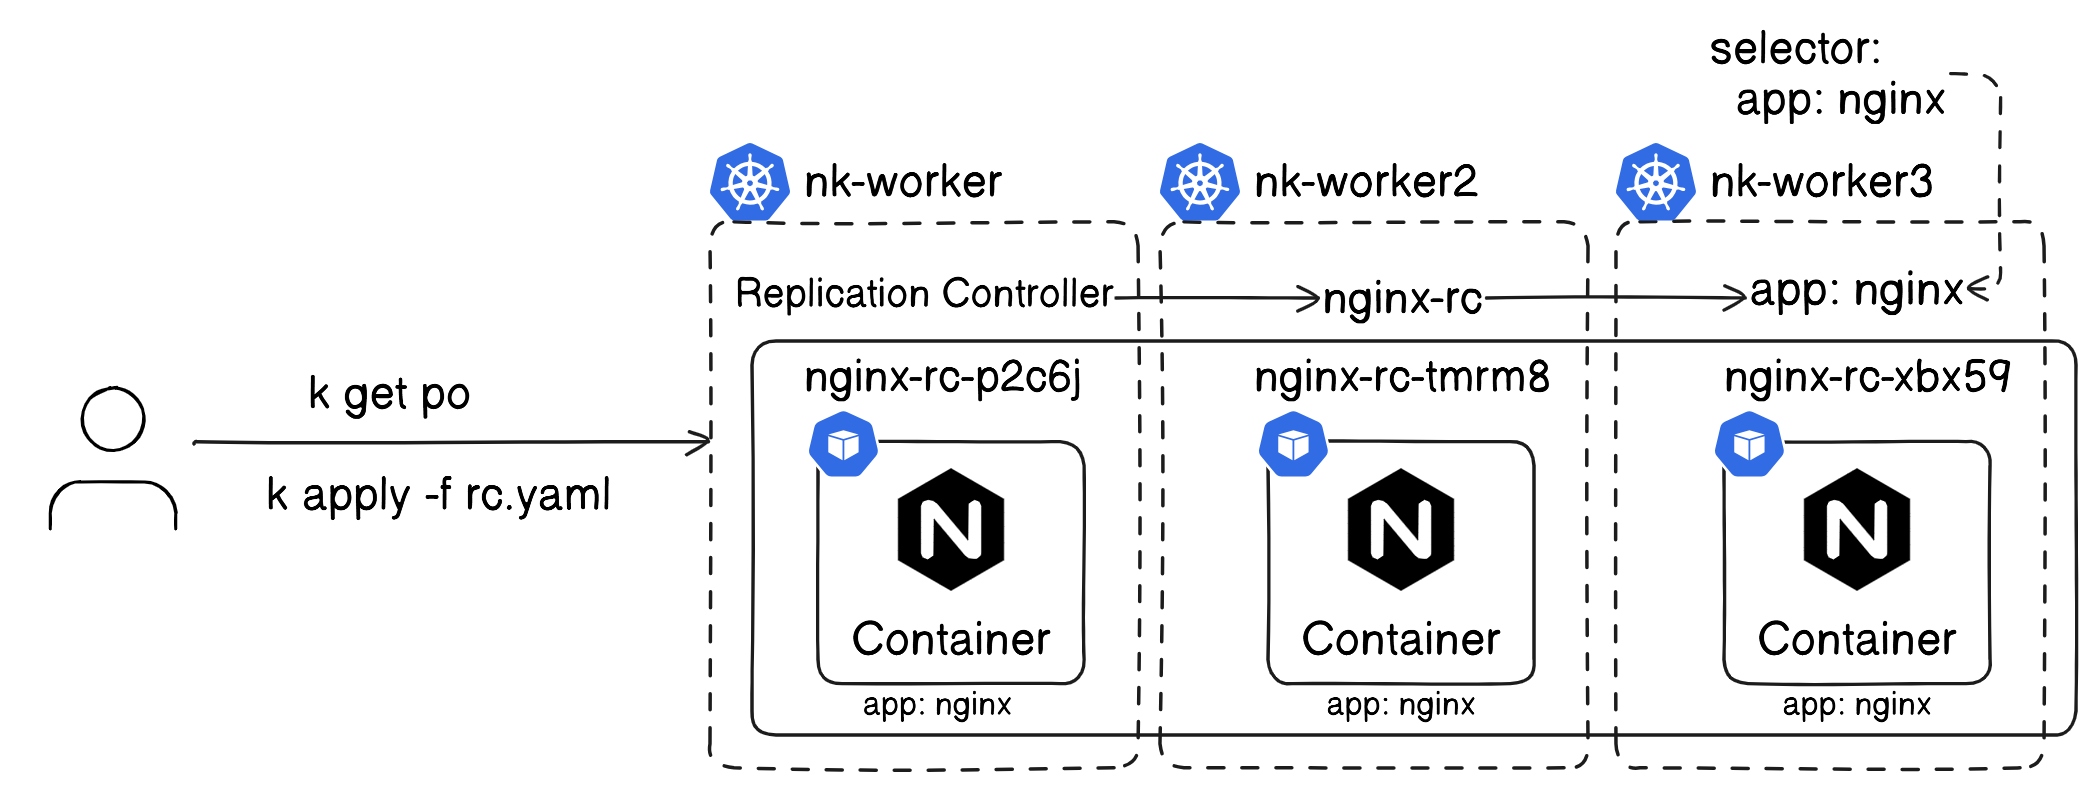 selector:
app: nginx
nk-worker
nk-worker2
nk-worker3
Replication Controller
nginx-rc
app: nginx
k get po
k apply -f rc.yaml
nginx-rc-p2c6j
nginx-rc-tmrm8
nginx-rc-xbx59
N
Container
app: nginx
N
Container
app: nginx
N
Container
app: nginx